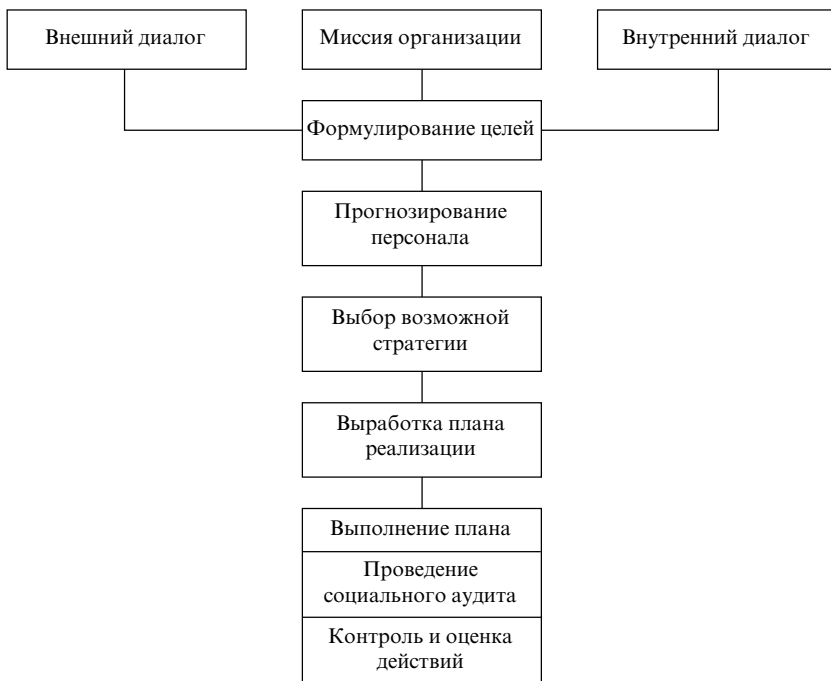 Внешний диалог
Миссия организации
Внутренний диалог
Формулирование целей
Прогнозирование
персонала
Выбор возможной
стратегии
Выработка плана
реализации
Выполнение плана
Проведение
социального аудита
Контроль и оценка
действий